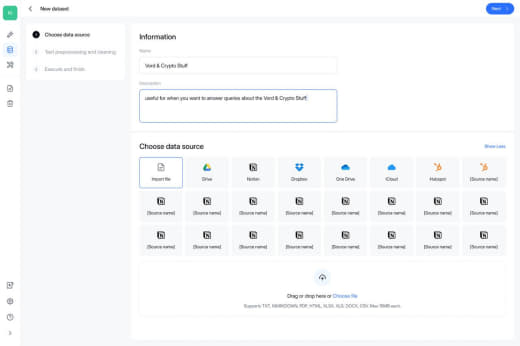 New dataset
Next
1 Choose data source
2 Text preprocessing and cleaning
3 Execute and finish
Information
Name
Vord & Crypto Stuff
Description
useful for when you want to answer queries about the Vord & Crypto Stuff
Choose data source
Show Less
Import file
Drive
Notion
Dropbox
One Drive
iCloud
Hubspot
[Source name]
[Source name] [Source name] [Source name] [Source name] [Source name] [Source name] [Source name] [Source name]
[Source name] [Source name] [Source name] [Source name] [Source name] [Source name] [Source name] [Source name]
Drag or drop here or Choose file
Supports TXT, MARKDOWN, PDF, HTML, XLSX, XLS, DOCX, CSV. Max 15MB each.